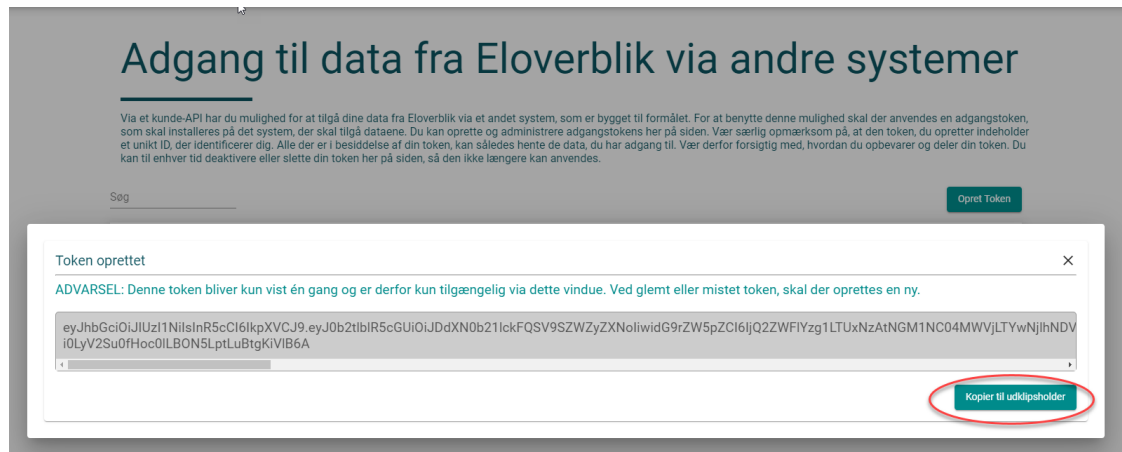 Adgang til data fra Eloverblik via andre systemer
Via et kunde-API har du mulighed for at tilgå dine data fra Eloverblik via et andet system, som er bygget til formålet. For at benytte denne mulighed skal der anvendes en adgangstoken,
som skal installeres på det system, der skal tilgå dataene. Du kan oprette og administrere adgangstokens her på siden. Vær særlig opmærksom på, at den token, du opretter indeholder
et unikt ID, der identificerer dig. Alle der er i besiddelse af din token, kan således hente de data, du har adgang til. Vær derfor forsigtig med, hvordan du opbevarer og deler din token. Du
kan til enhver tid deaktivere eller slette din token her på siden, så den ikke længere kan anvendes.
Søg
Opret Token
Token oprettet
ADVARSEL: Denne token bliver kun vist én gang og er derfor kun tilgængelig via dette vindue. Ved glemt eller mistet token, skal der oprettes en ny.
Kopier til udklipsholder